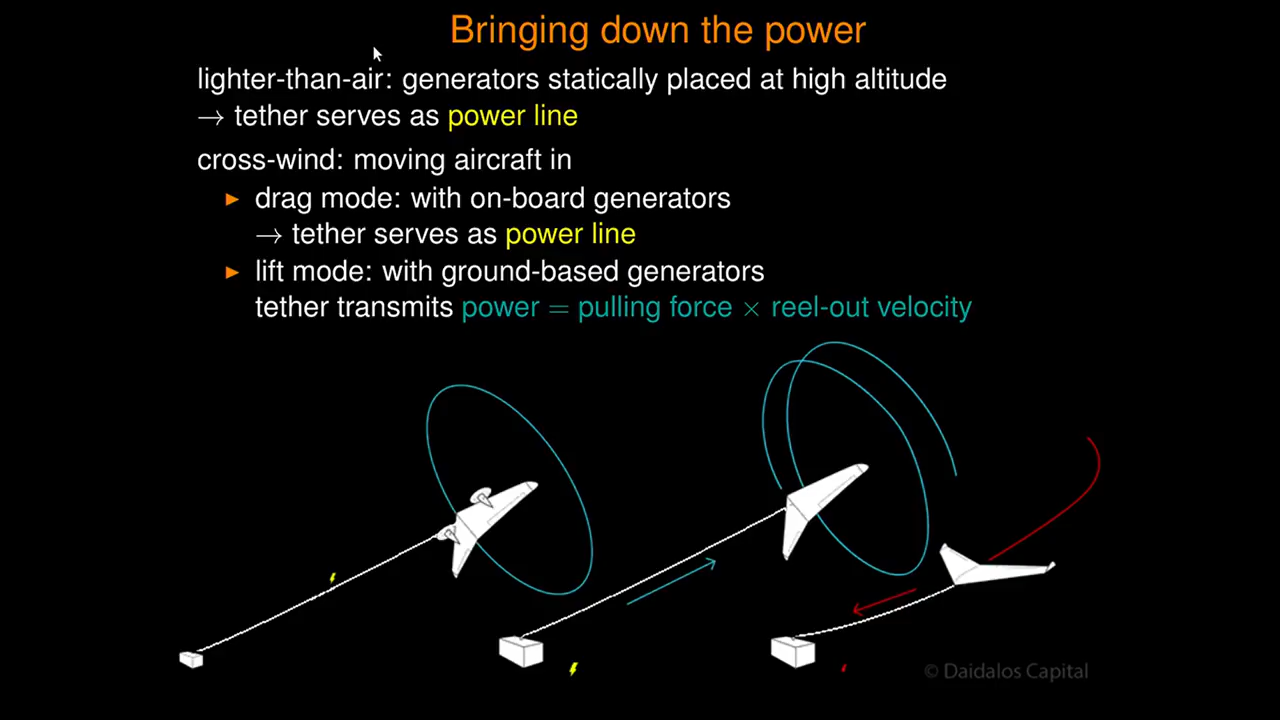 Bringing down the power
lighter-than-air: generators statically placed at high altitude
→ tether serves as power line
cross-wind: moving aircraft in
▶ drag mode: with on-board generators
→ tether serves as power line
▶ lift mode: with ground-based generators
tether transmits power = pulling force × reel-out velocity
© Daidalos Capital